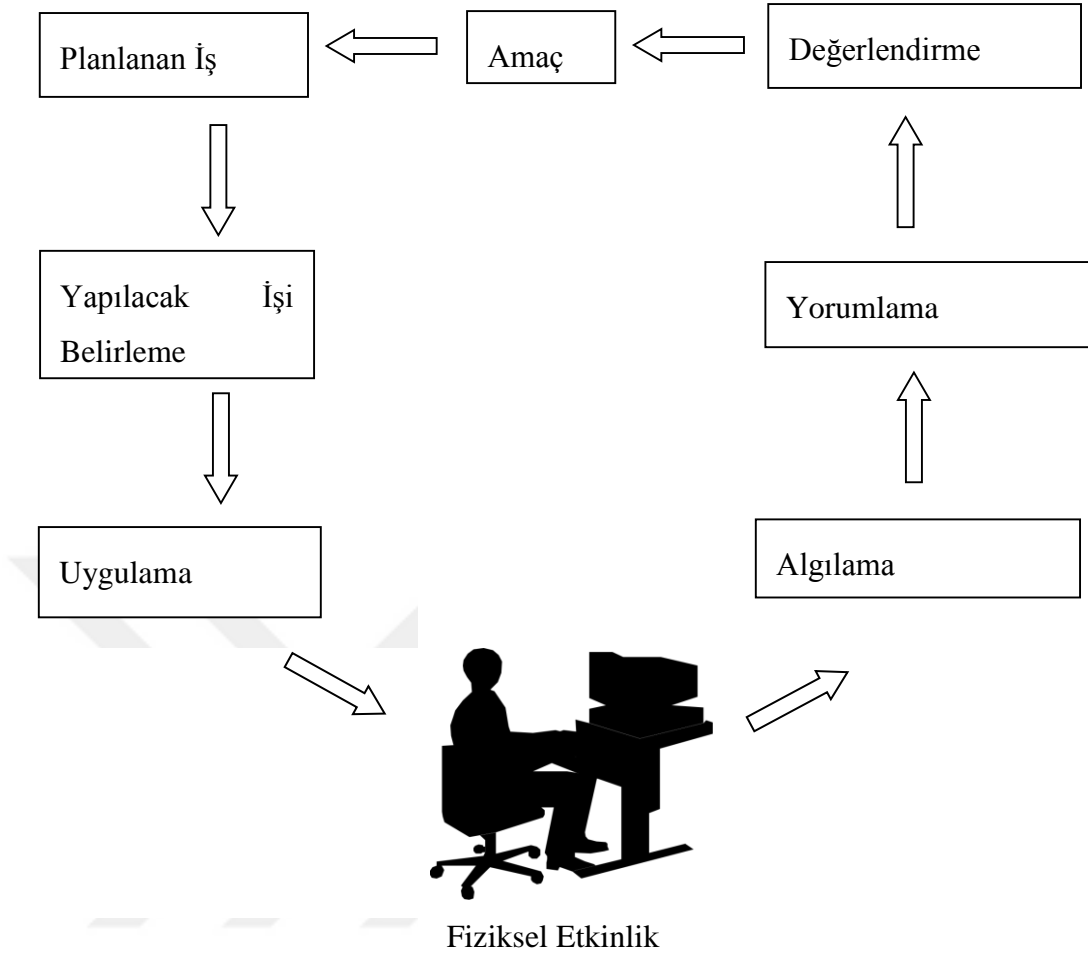 Planlanan İş
Amaç
Değerlendirme
Yapılacak İşi
Belirleme
Yorumlama
Uygulama
Algılama
Fiziksel Etkinlik